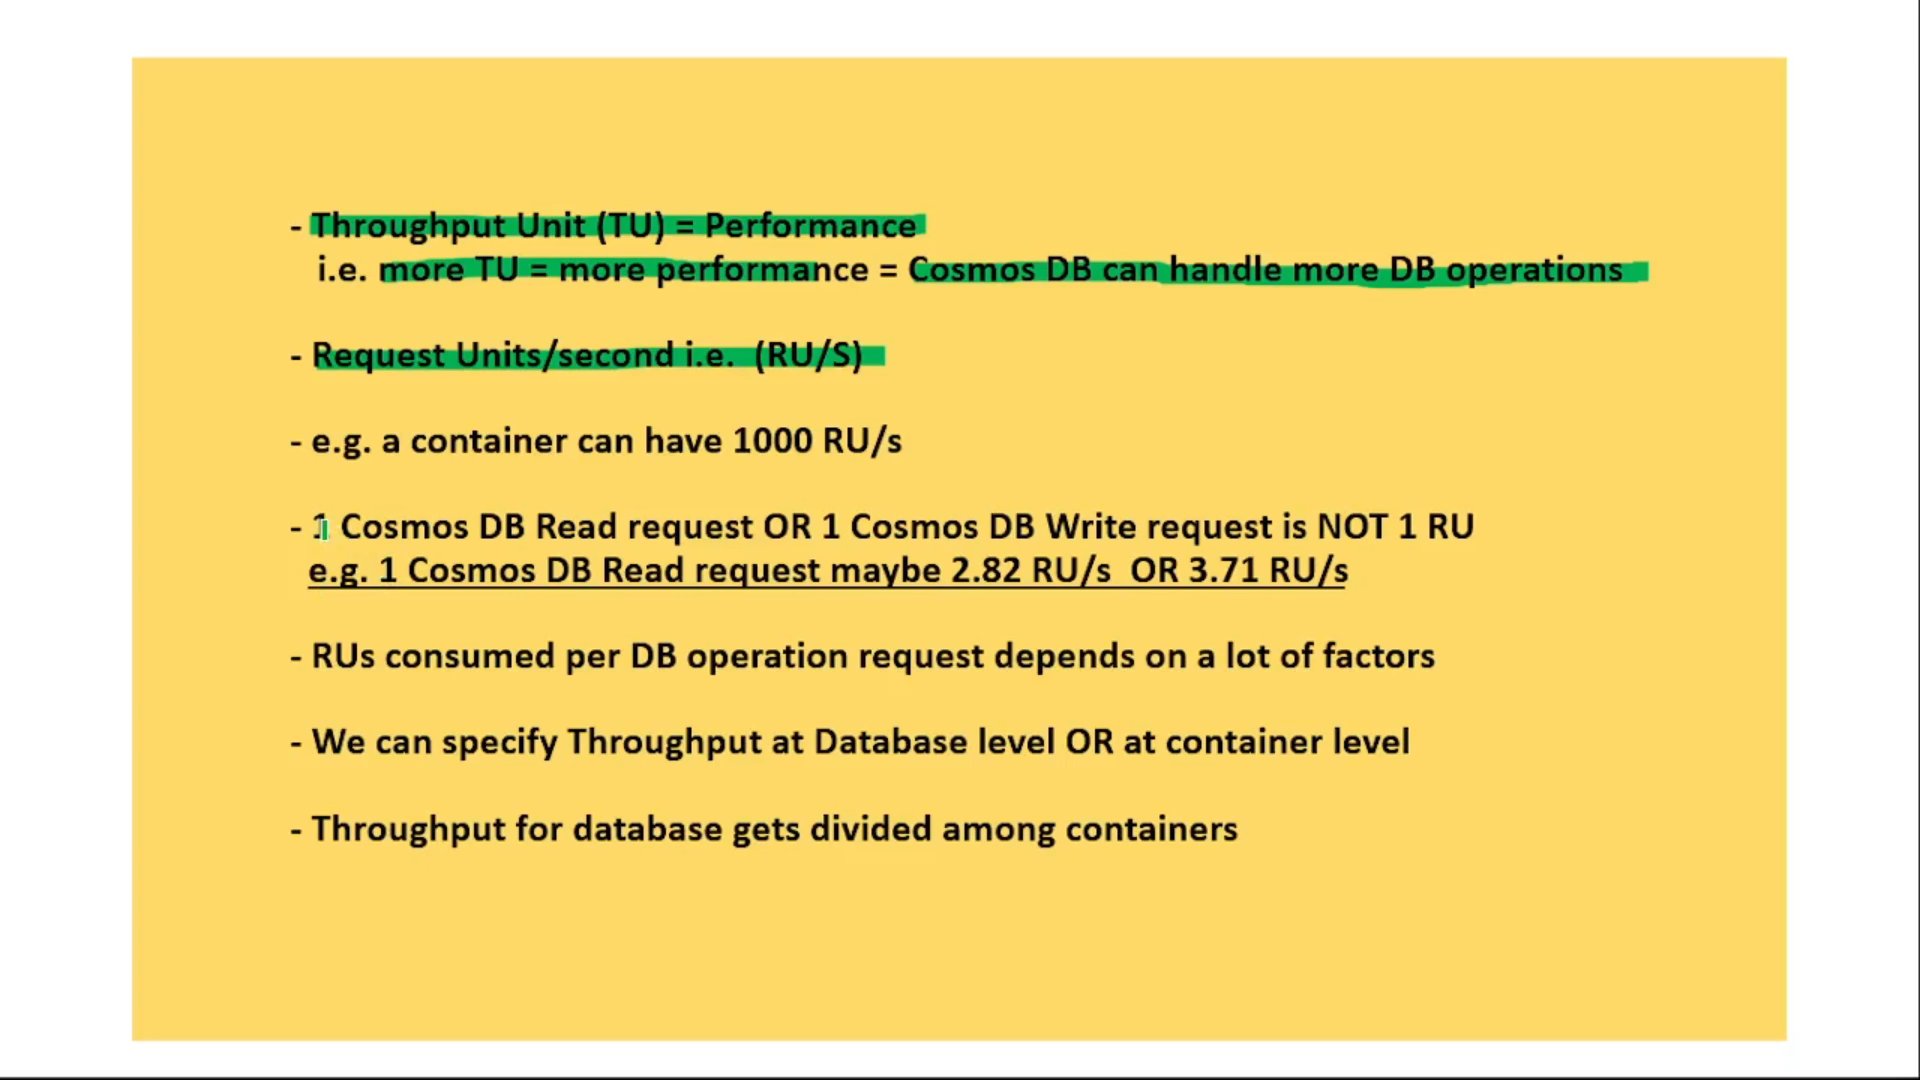 - Throughput Unit (TU) = Performance
i.e. more TU = more performance = Cosmos DB can handle more DB operations
- Request Units/second i.e. (RU/S)
- e.g. a container can have 1000 RU/s
- 1 Cosmos DB Read request OR 1 Cosmos DB Write request is NOT 1 RU
e.g. 1 Cosmos DB Read request maybe 2.82 RU/s OR 3.71 RU/s
- RUs consumed per DB operation request depends on a lot of factors
- We can specify Throughput at Database level OR at container level
- Throughput for database gets divided among containers